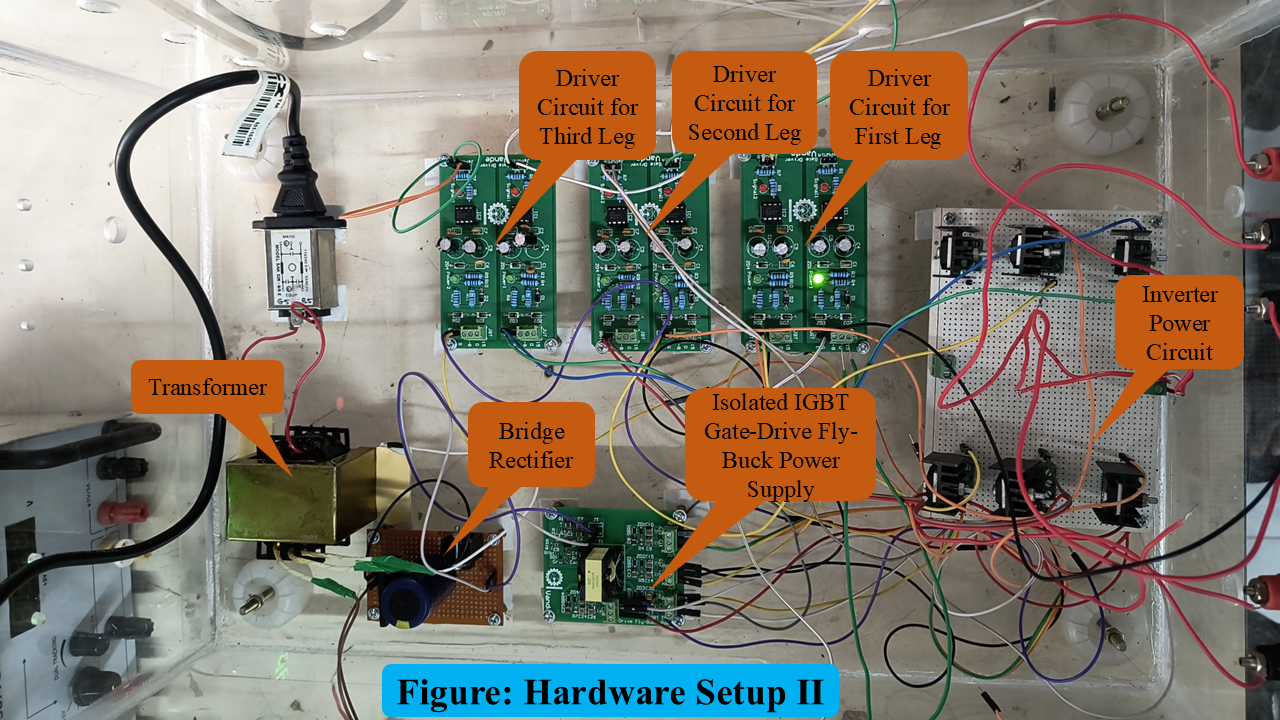 Driver
Circuit for
Third Leg
Driver
Circuit for
Second Leg
Driver
Circuit for
First Leg
Inverter
Power
Circuit
Transformer
Bridge
Rectifier
Isolated IGBT
Gate-Drive Fly-
Buck Power
Supply
Figure: Hardware Setup II